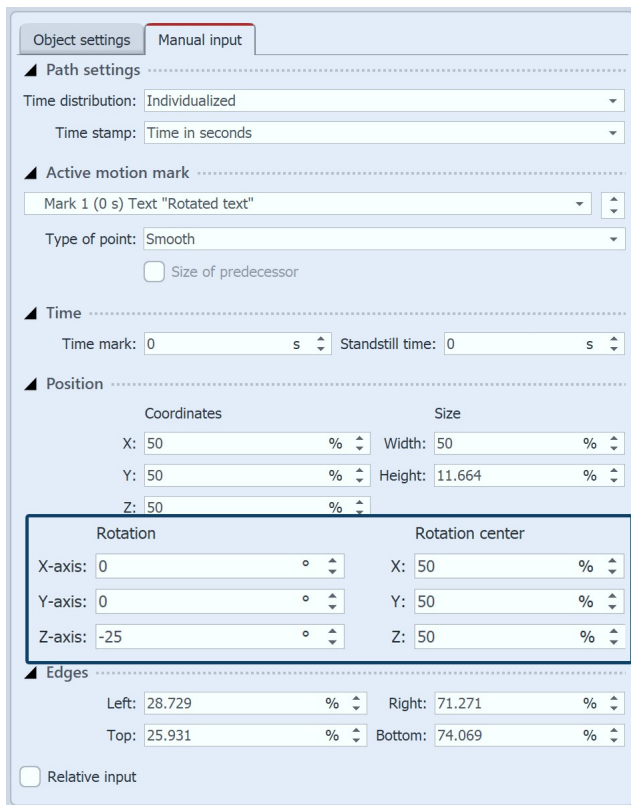 Object settings Manual input
Path settings
Time distribution: Individualized
Time stamp: Time in seconds
Active motion mark
Mark 1 (0 s) Text "Rotated text"
Type of point: Smooth
Size of predecessor
Time
Time mark: 0 s Standstill time: 0 s
Position
Coordinates Size
X: 50 % Width: 50 %
Y: 50 % Height: 11.664 %
Z: 50 %
Rotation Rotation center
X-axis: 0 ° X: 50 %
Y-axis: 0 ° Y: 50 %
Z-axis: -25 ° Z: 50 %
Edges
Left: 28.729 % Right: 71.271 %
Top: 25.931 % Bottom: 74.069 %
Relative input